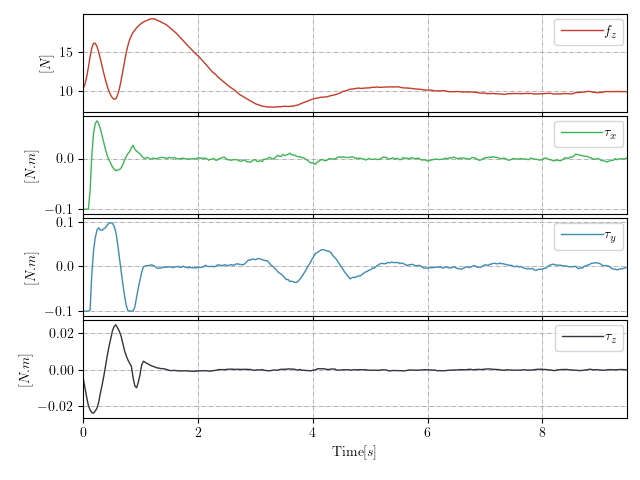 [N]
15
10
f_z
[N.m]
0.0
−0.1
τ_x
[N.m]
0.1
0.0
−0.1
τ_y
[N.m]
0.02
0.00
−0.02
τ_z
0 2 4 6 8
Time[s]